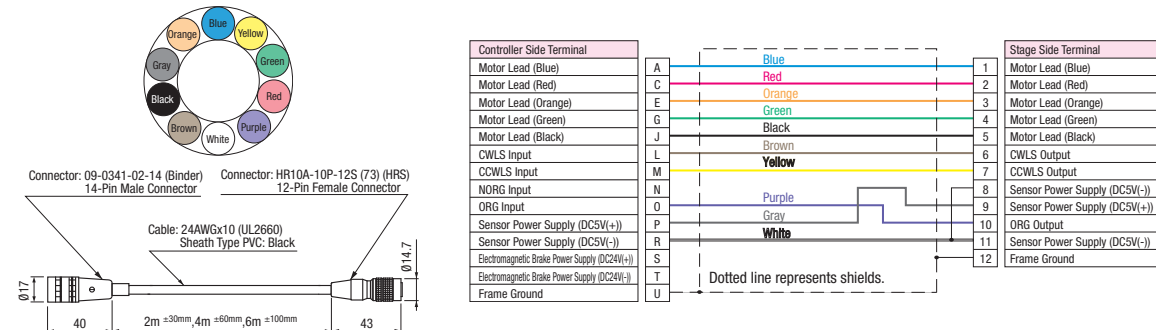 Blue
Orange
Yellow
Gray
Green
Black
Red
Brown
Purple
White
Connector: 09-0341-02-14 (Binder)
14-Pin Male Connector
Connector: HR10A-10P-12S (73) (HRS)
12-Pin Female Connector
Cable: 24AWGx10 (UL2660)
Sheath Type PVC: Black
Ø17
Ø14.7
40
2m ±30mm,4m ±60mm,6m ±100mm
43
Controller Side Terminal
Motor Lead (Blue) A
Motor Lead (Red) C
Motor Lead (Orange) E
Motor Lead (Green) G
Motor Lead (Black) J
CWLS Input L
CCWLS Input M
NORG Input N
ORG Input O
Sensor Power Supply (DC5V(+)) P
Sensor Power Supply (DC5V(-)) R
Electromagnetic Brake Power Supply (DC24V(+)) S
Electromagnetic Brake Power Supply (DC24V(-)) T
Frame Ground U
Blue
Red
Orange
Green
Black
Brown
Yellow
Purple
Gray
White
Dotted line represents shields.
Stage Side Terminal
1 Motor Lead (Blue)
2 Motor Lead (Red)
3 Motor Lead (Orange)
4 Motor Lead (Green)
5 Motor Lead (Black)
6 CWLS Output
7 CCWLS Output
8 Sensor Power Supply (DC5V(-))
9 Sensor Power Supply (DC5V(+))
10 ORG Output
11 Sensor Power Supply (DC5V(-))
12 Frame Ground